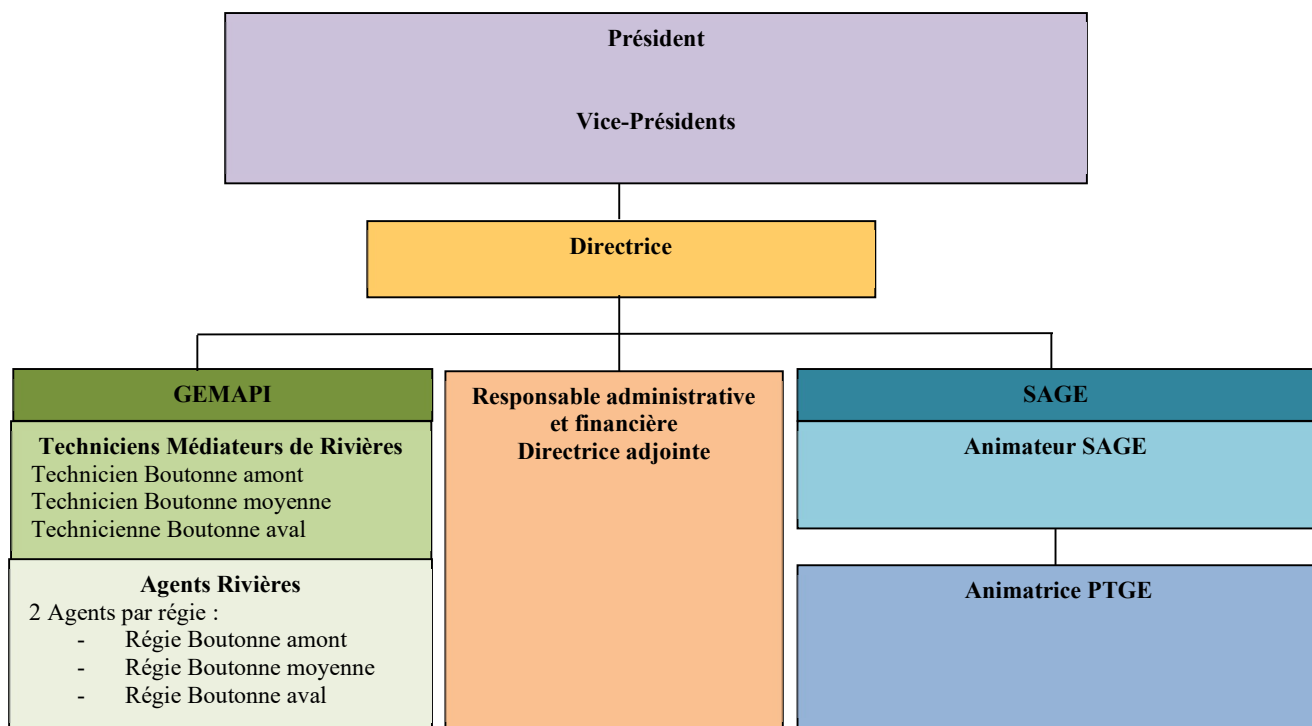 Président
Vice-Présidents
Directrice
GEMAPI
Techniciens Médiateurs de Rivières
Technicien Boutonne amont
Technicien Boutonne moyenne
Technicienne Boutonne aval
Agents Rivières
2 Agents par régie :
- Régie Boutonne amont
- Régie Boutonne moyenne
- Régie Boutonne aval
Responsable administrative
et financière
Directrice adjointe
SAGE
Animateur SAGE
Animatrice PTGE